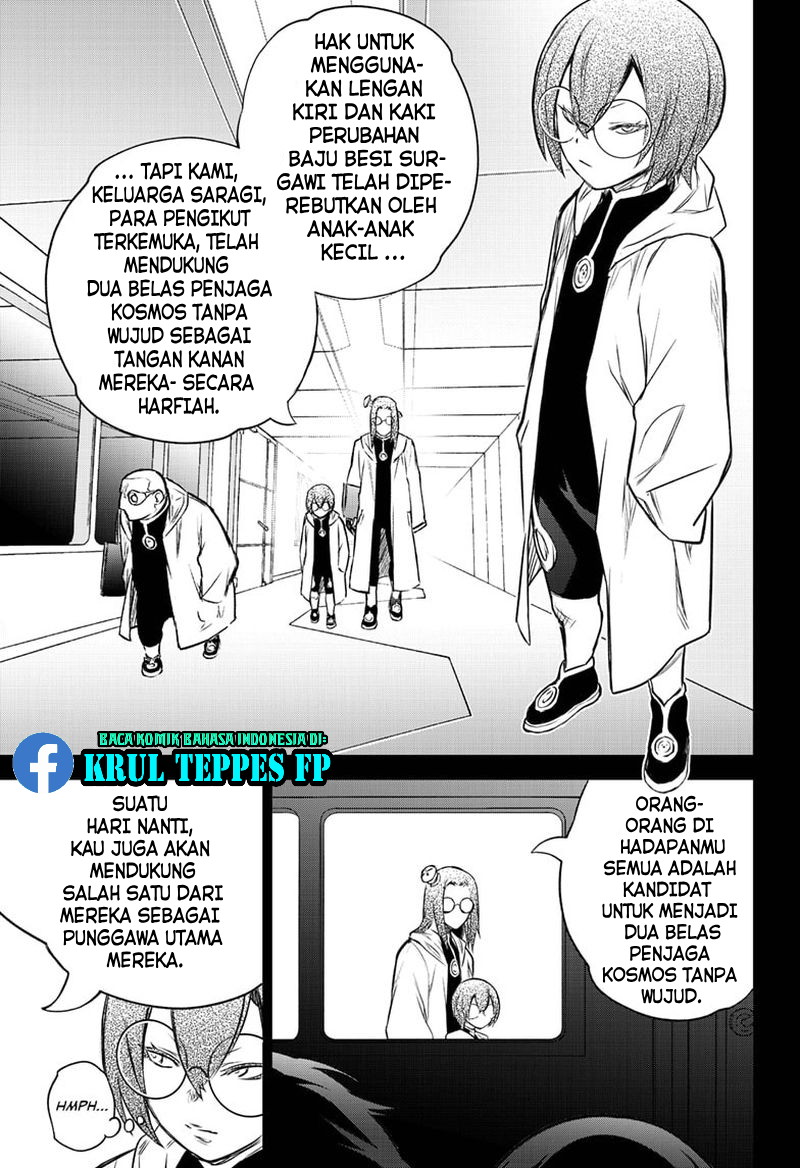 HAK UNTUK
MENGGUNA-
KAN LENGAN
KIRI DAN KAKI
PERUBAHAN
BAJU BESI SUR-
GAWI TELAH DIPE-
REBUTKAN OLEH
ANAK-ANAK
KECIL ...
... TAPI KAMI,
KELUARGA SARAGI,
PARA PENGIKUT
TERKEMUKA, TELAH
MENDUKUNG
DUA BELAS PENJAGA
KOSMOS TANPA
WUJUD SEBAGAI
TANGAN KANAN
MEREKA- SECARA
HARFIAH.
BACA KOMIK BAHASA INDONESIA DI:
KRUL TEPPES FP
ORANG-
ORANG DI
HADAPANMU
SEMUA ADALAH
KANDIDAT
UNTUK MENJADI
DUA BELAS
PENJAGA
KOSMOS TANPA
WUJUD.
SUATU
HARI NANTI,
KAU JUGA AKAN
MENDUKUNG
SALAH SATU DARI
MEREKA SEBAGAI
PUNGGAWA UTAMA
MEREKA.
HMPH...